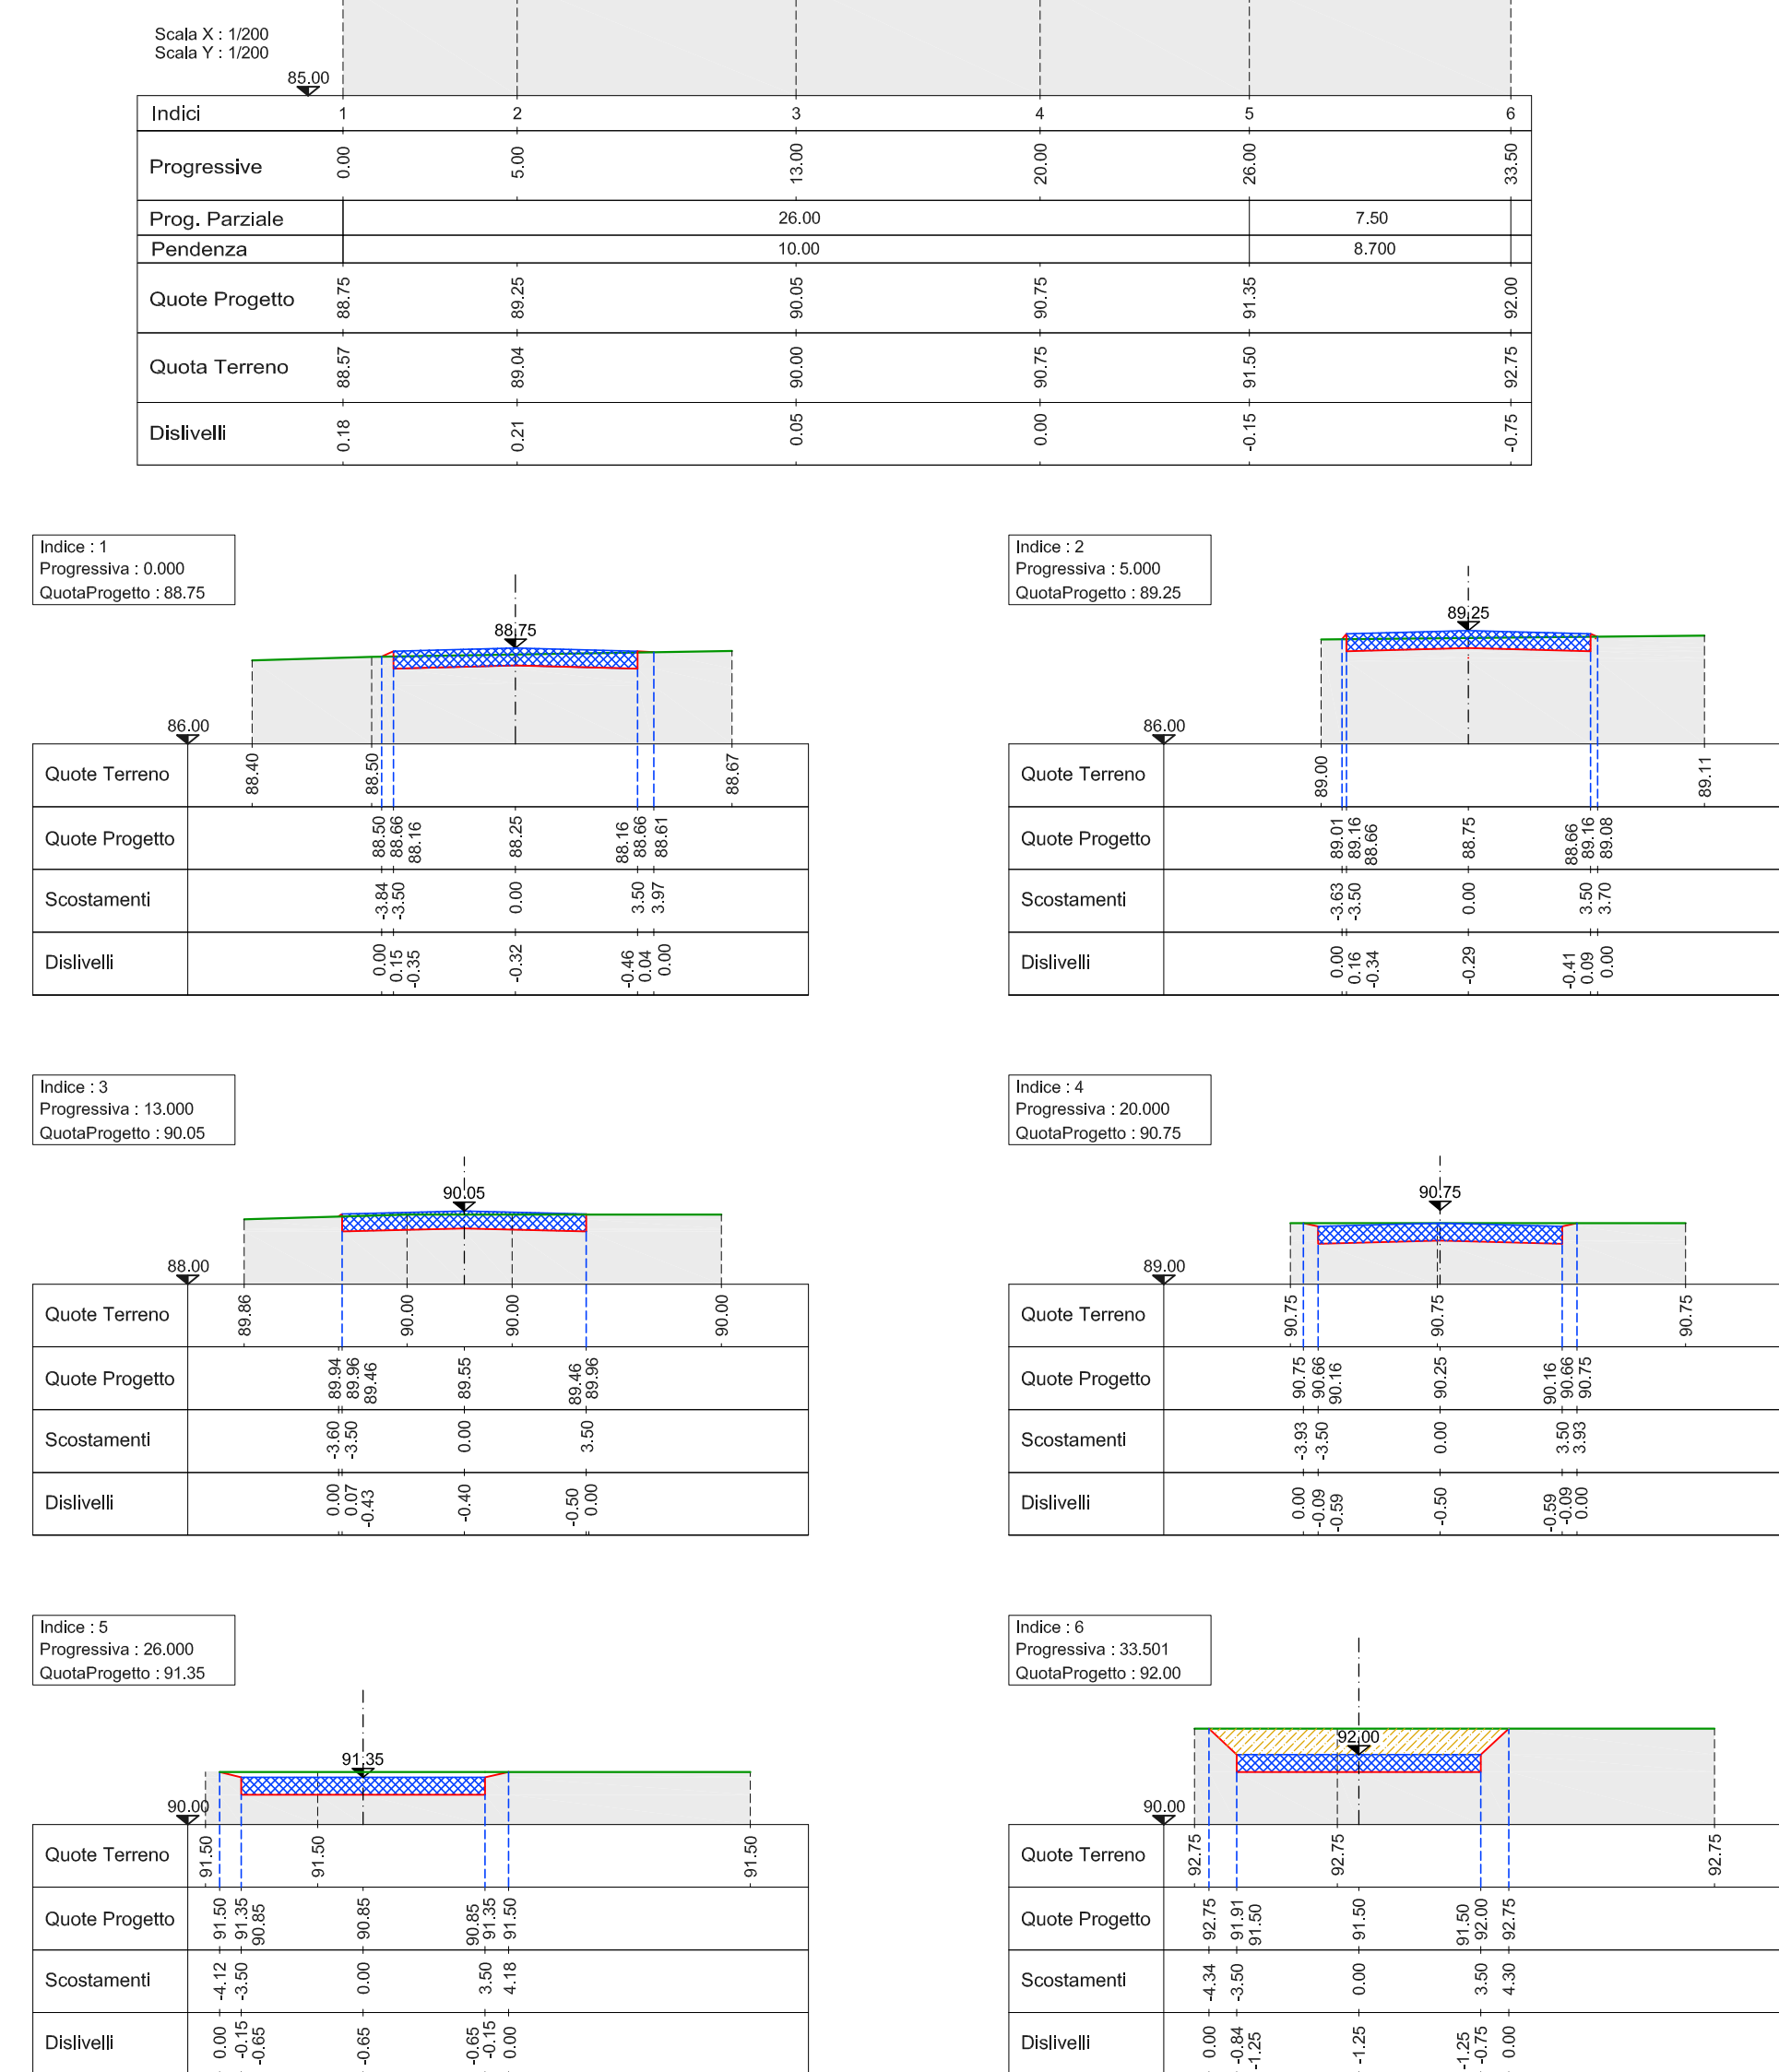 Scala X : 1/200
Scala Y : 1/200
85.00
Indici 1 2 3 4 5 6
Progressive 0.00 5.00 13.00 20.00 26.00 33.50
Prog. Parziale 26.00 7.50
Pendenza 10.00 8.700
Quote Progetto 88.75 89.25 90.05 90.75 91.35 92.00
Quota Terreno 88.57 89.04 90.00 90.75 91.50 92.75
Dislivelli 0.18 0.21 0.05 0.00 -0.15 -0.75
Indice : 1
Progressiva : 0.000
QuotaProgetto : 88.75
88.75
86.00
Quote Terreno 88.40 88.50 88.67
Quote Progetto 88.50 88.66 88.16 88.25 88.16 88.66 88.61
Scostamenti -3.84 -3.50 0.00 3.50 3.97
Dislivelli 0.00 0.15 -0.35 -0.32 -0.46 0.04 0.00
Indice : 2
Progressiva : 5.000
QuotaProgetto : 89.25
89.25
86.00
Quote Terreno 89.00 89.11
Quote Progetto 89.01 89.16 88.66 88.75 88.66 89.16 89.08
Scostamenti -3.63 -3.50 0.00 3.50 3.70
Dislivelli 0.00 0.16 -0.34 -0.29 -0.41 0.09 0.00
Indice : 3
Progressiva : 13.000
QuotaProgetto : 90.05
90.05
88.00
Quote Terreno 89.86 90.00 90.00 90.00
Quote Progetto 89.94 89.96 89.46 89.55 89.46 89.96
Scostamenti -3.60 -3.50 0.00 3.50
Dislivelli 0.00 0.07 -0.43 -0.40 -0.50 0.00
Indice : 4
Progressiva : 20.000
QuotaProgetto : 90.75
90.75
89.00
Quote Terreno 90.75 90.75 90.75
Quote Progetto 90.75 90.66 90.16 90.25 90.16 90.66 90.75
Scostamenti -3.93 -3.50 0.00 3.50 3.93
Dislivelli 0.00 -0.09 -0.59 -0.50 -0.59 -0.09 0.00
Indice : 5
Progressiva : 26.000
QuotaProgetto : 91.35
91.35
90.00
Quote Terreno 91.50 91.50 91.50
Quote Progetto 91.50 91.35 90.85 90.85 90.85 91.35 91.50
Scostamenti -4.12 -3.50 0.00 3.50 4.18
Dislivelli 0.00 -0.15 -0.65 -0.65 -0.65 -0.15 0.00
Indice : 6
Progressiva : 33.501
QuotaProgetto : 92.00
92.00
90.00
Quote Terreno 92.75 92.75 92.75
Quote Progetto 92.75 91.91 91.50 91.50 91.50 92.00 92.75
Scostamenti -4.34 -3.50 0.00 3.50 4.30
Dislivelli 0.00 -0.84 -1.25 -1.25 -1.25 -0.75 0.00